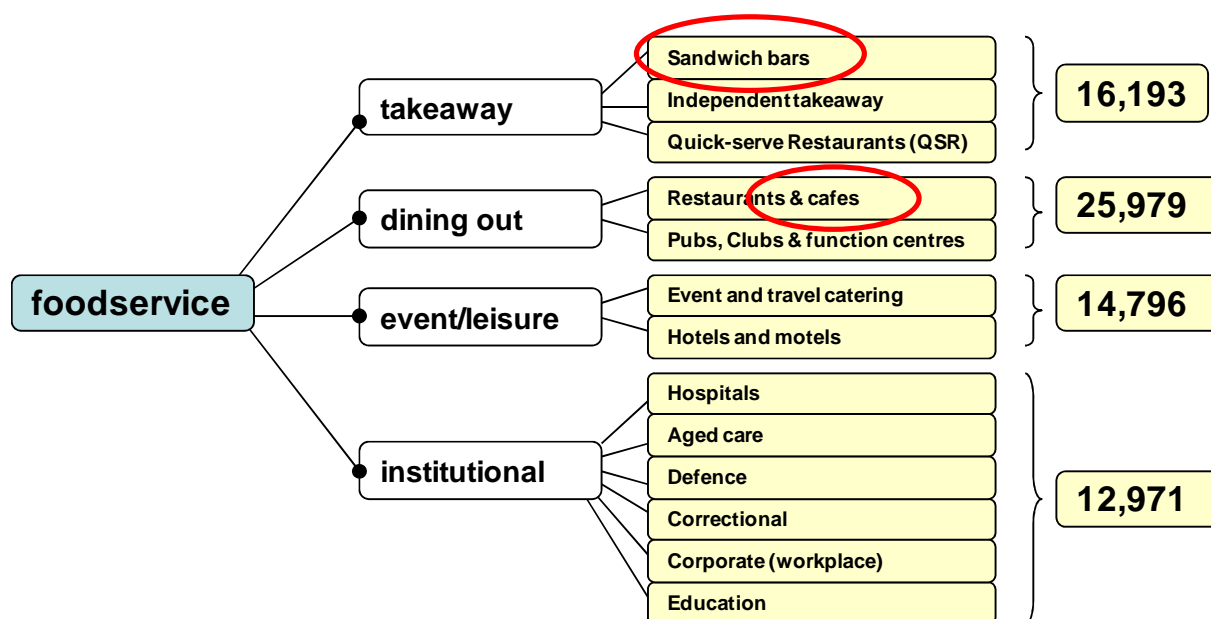 foodservice
takeaway
Sandwich bars
Independent takeaway
Quick-serve Restaurants (QSR)
16,193
dining out
Restaurants & cafes
Pubs, Clubs & function centres
25,979
event/leisure
Event and travel catering
Hotels and motels
14,796
institutional
Hospitals
Aged care
Defence
Correctional
Corporate (workplace)
Education
12,971